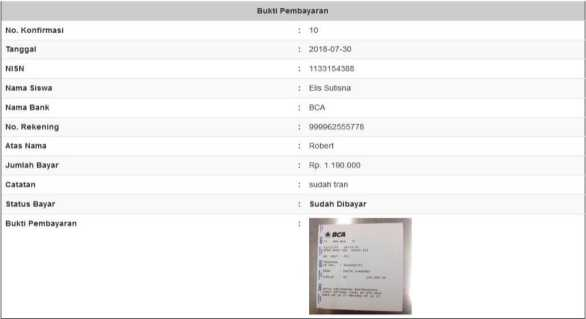 Bukti Pembayaran
No. Konfirmasi : 10
Tanggal : 2018-07-30
NISN : 1133154388
Nama Siswa : Elis Sutisna
Nama Bank : BCA
No. Rekening : 999962555778
Atas Nama : Robert
Jumlah Bayar : Rp. 1.190.000
Catatan : sudah tran
Status Bayar : Sudah Dibayar
Bukti Pembayaran :
BCA